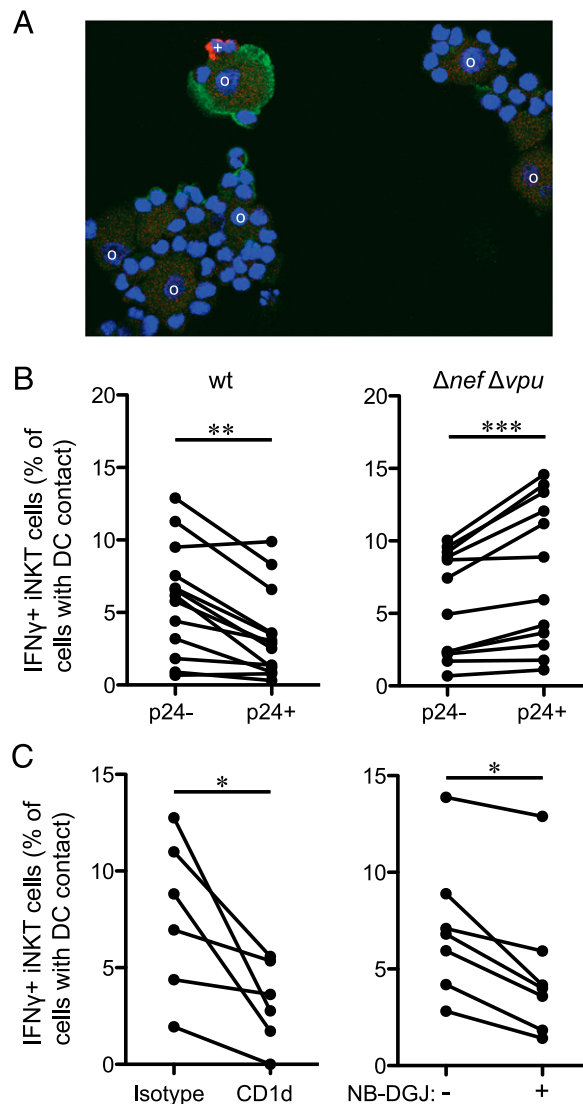 A
+
o
o
o
o
o
o
B
wt
Δnef Δvpu
IFNγ+ iNKT cells (% of
cells with DC contact)
20
15
10
5
0
**
p24-
p24+
20
15
10
5
0
***
p24-
p24+
C
IFNγ+ iNKT cells (% of
cells with DC contact)
15
10
5
0
*
Isotype
CD1d
15
10
5
0
*
NB-DGJ: - +